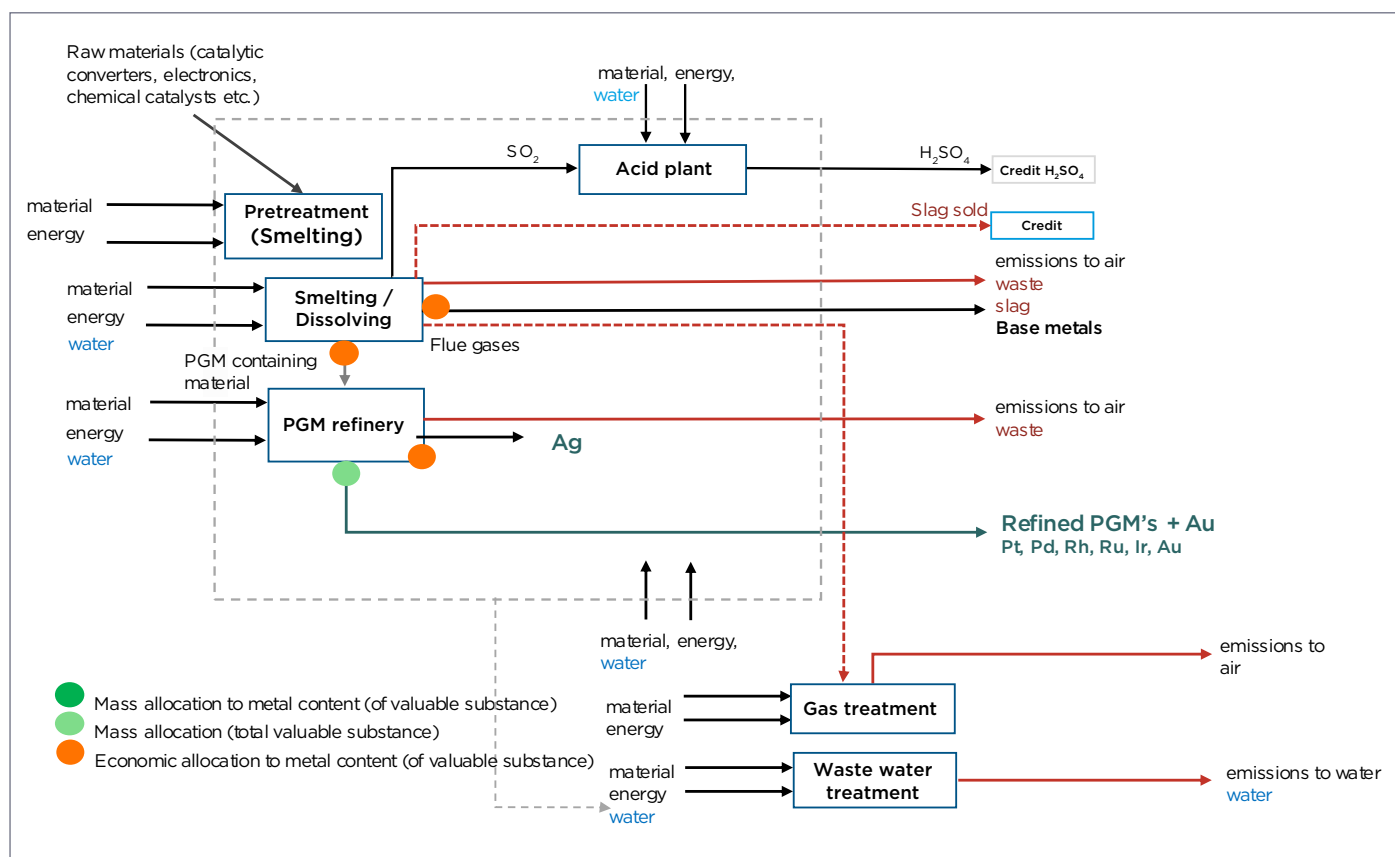 Raw materials (catalytic
converters, electronics,
chemical catalysts etc.)
material, energy,
water
SO₂
Acid plant
H₂SO₄
Credit H₂SO₄
material
energy
Pretreatment
(Smelting)
Slag sold
Credit
material
energy
water
Smelting /
Dissolving
emissions to air
waste
slag
Base metals
Flue gases
PGM containing
material
material
energy
water
PGM refinery
Ag
emissions to air
waste
Refined PGM's + Au
Pt, Pd, Rh, Ru, Ir, Au
material, energy,
water
emissions to
air
Mass allocation to metal content (of valuable substance)
Mass allocation (total valuable substance)
Economic allocation to metal content (of valuable substance)
material
energy
Gas treatment
material
energy
water
Waste water
treatment
emissions to water
water